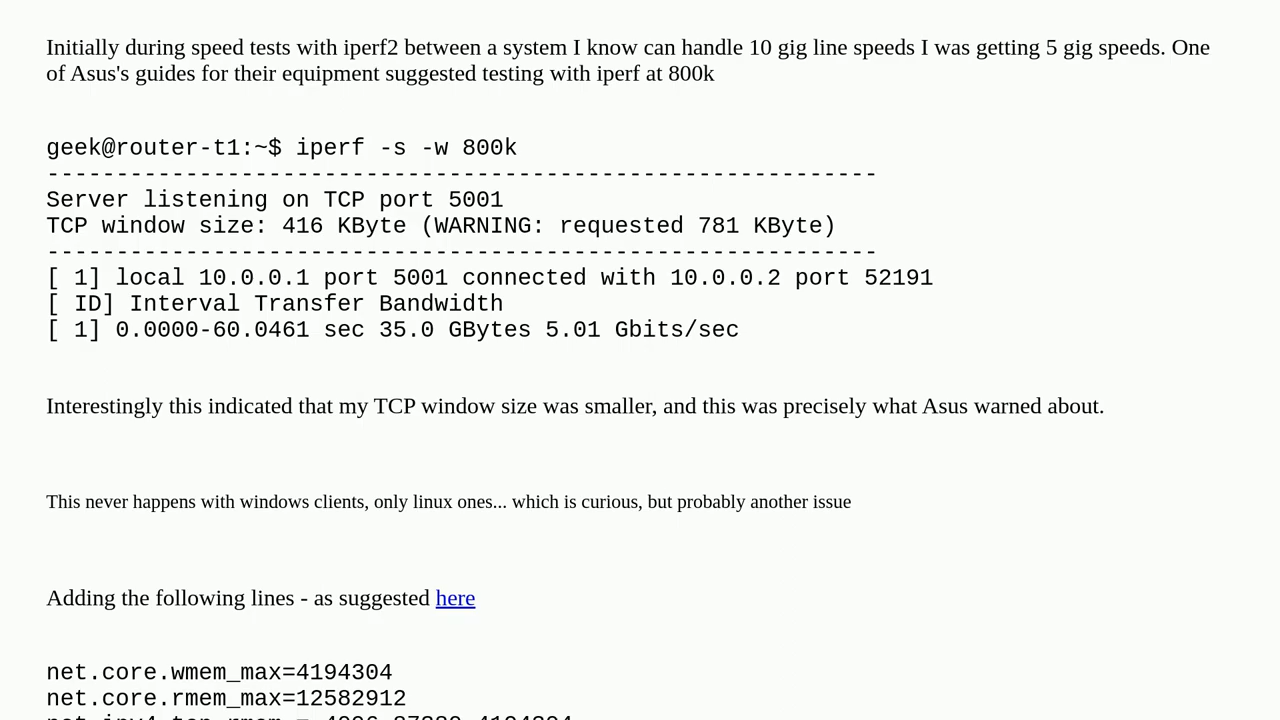 Initially during speed tests with iperf2 between a system I know can handle 10 gig line speeds I was getting 5 gig speeds. One
of Asus's guides for their equipment suggested testing with iperf at 800k
geek@router-t1:~$ iperf -s -w 800k
------------------------------------------------------------
Server listening on TCP port 5001
TCP window size: 416 KByte (WARNING: requested 781 KByte)
------------------------------------------------------------
[ 1] local 10.0.0.1 port 5001 connected with 10.0.0.2 port 52191
[ ID] Interval Transfer Bandwidth
[ 1] 0.0000-60.0461 sec 35.0 GBytes 5.01 Gbits/sec
Interestingly this indicated that my TCP window size was smaller, and this was precisely what Asus warned about.
This never happens with windows clients, only linux ones... which is curious, but probably another issue
Adding the following lines - as suggested here
net.core.wmem_max=4194304
net.core.rmem_max=12582912